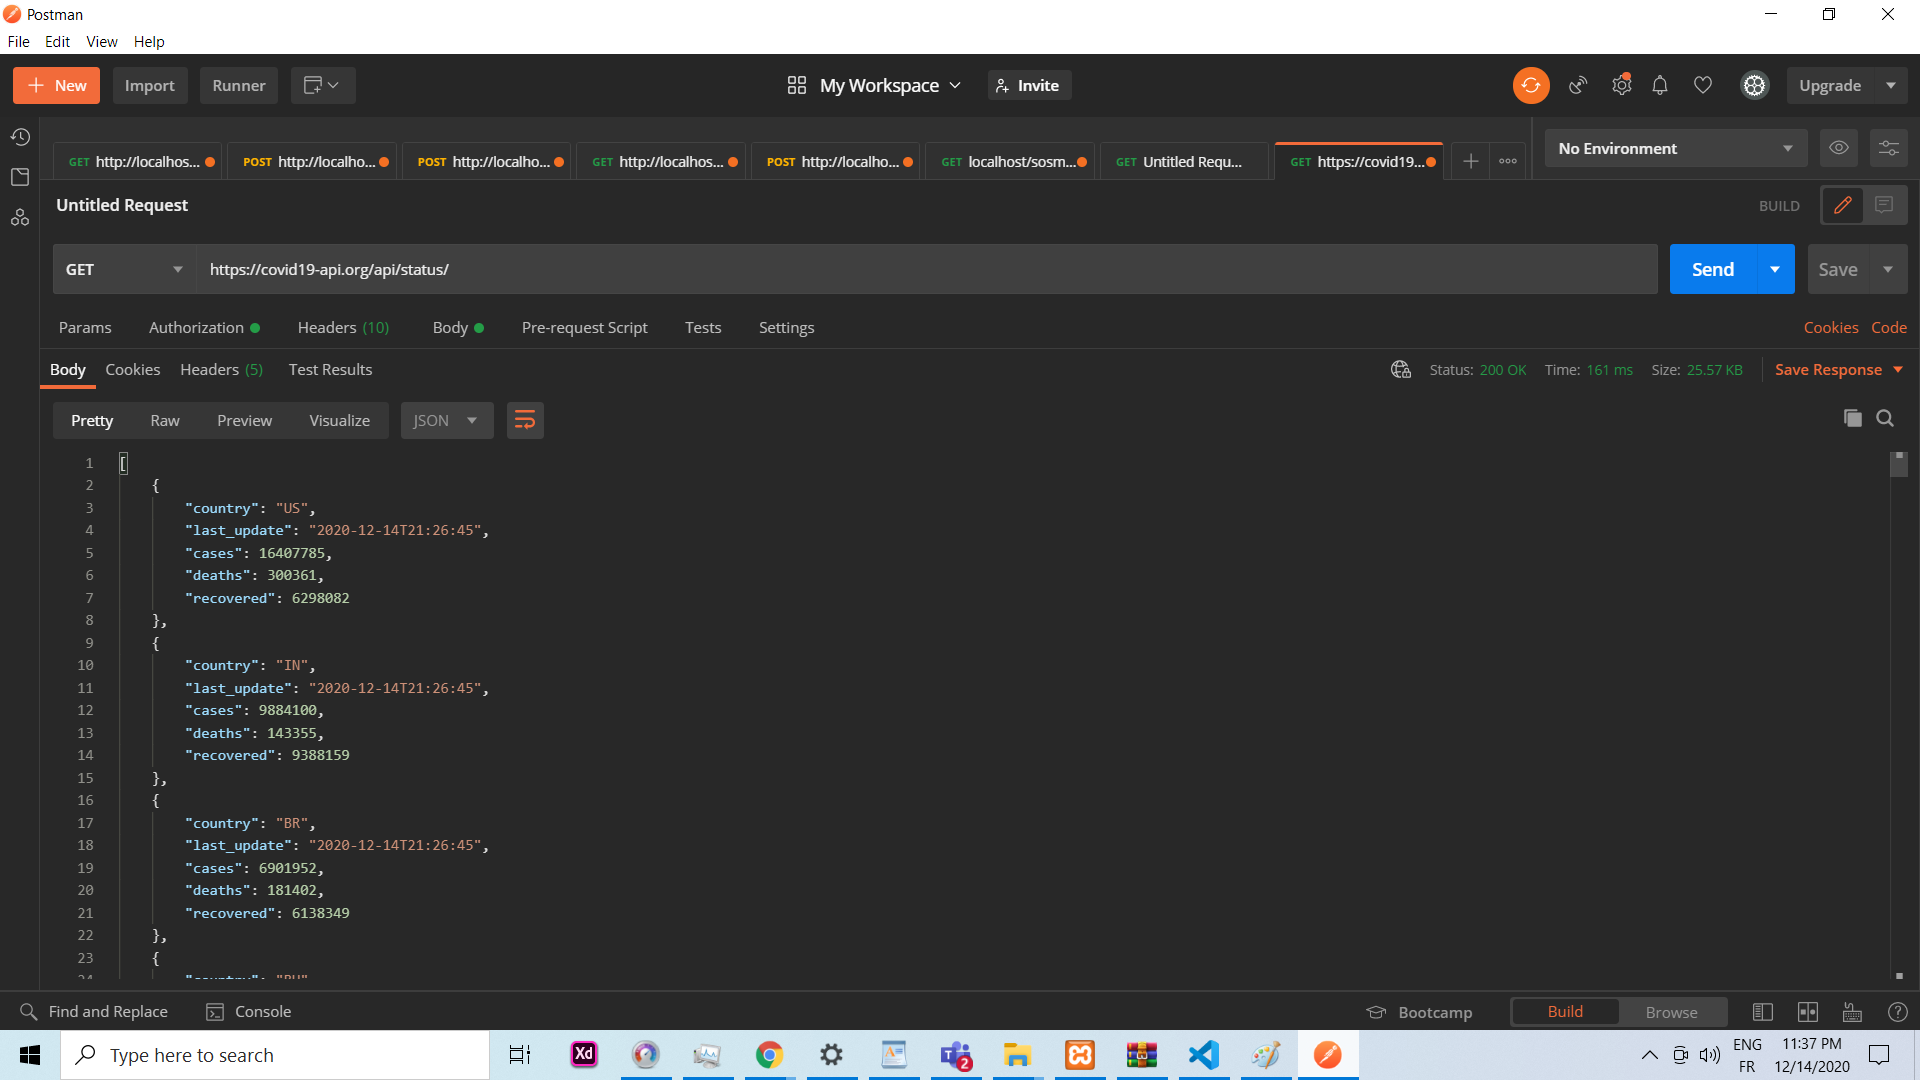 Postman
File Edit View Help
New Import Runner My Workspace Invite Upgrade
GET http://localhos... POST http://localho... POST http://localho... GET http://localhos... POST http://localho... GET localhost/sosm... GET Untitled Requ... GET https://covid19... No Environment
Untitled Request BUILD
GET https://covid19-api.org/api/status/ Send Save
Params Authorization Headers (10) Body Pre-request Script Tests Settings Cookies Code
Body Cookies Headers (5) Test Results Status: 200 OK Time: 161 ms Size: 25.57 KB Save Response
Pretty Raw Preview Visualize JSON
1 [
2 {
3 "country": "US",
4 "last_update": "2020-12-14T21:26:45",
5 "cases": 16407785,
6 "deaths": 300361,
7 "recovered": 6298082
8 },
9 {
10 "country": "IN",
11 "last_update": "2020-12-14T21:26:45",
12 "cases": 9884100,
13 "deaths": 143355,
14 "recovered": 9388159
15 },
16 {
17 "country": "BR",
18 "last_update": "2020-12-14T21:26:45",
19 "cases": 6901952,
20 "deaths": 181402,
21 "recovered": 6138349
22 },
23 {
Find and Replace Console Bootcamp Build Browse
Type here to search Xd 2 ENG 11:37 PM
FR 12/14/2020